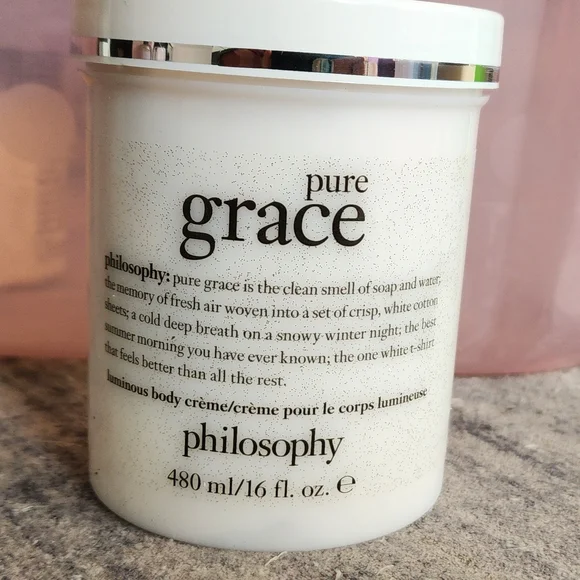 pure
grace
philosophy: pure grace is the clean smell of soap and water;
the memory of fresh air woven into a set of crisp, white cotton
sheets; a cold deep breath on a snowy winter night; the best
summer morning you have ever known; the one white t-shirt
that feels better than all the rest.
luminous body crème/crème pour le corps lumineuse
philosophy
480 ml/16 fl. oz. ℮